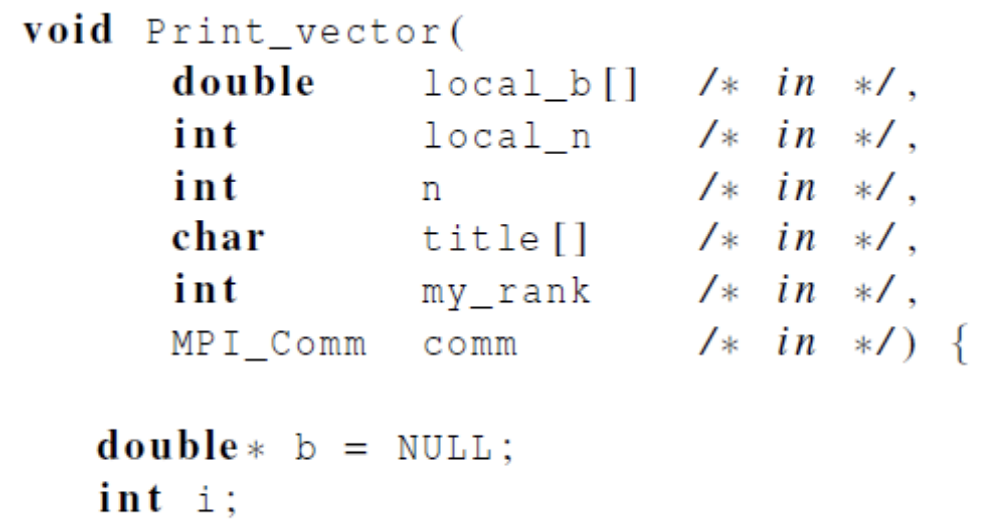 void Print_vector(
double local_b[] /* in */,
int local_n /* in */,
int n /* in */,
char title[] /* in */,
int my_rank /* in */,
MPI_Comm comm /* in */) {
double* b = NULL;
int i;